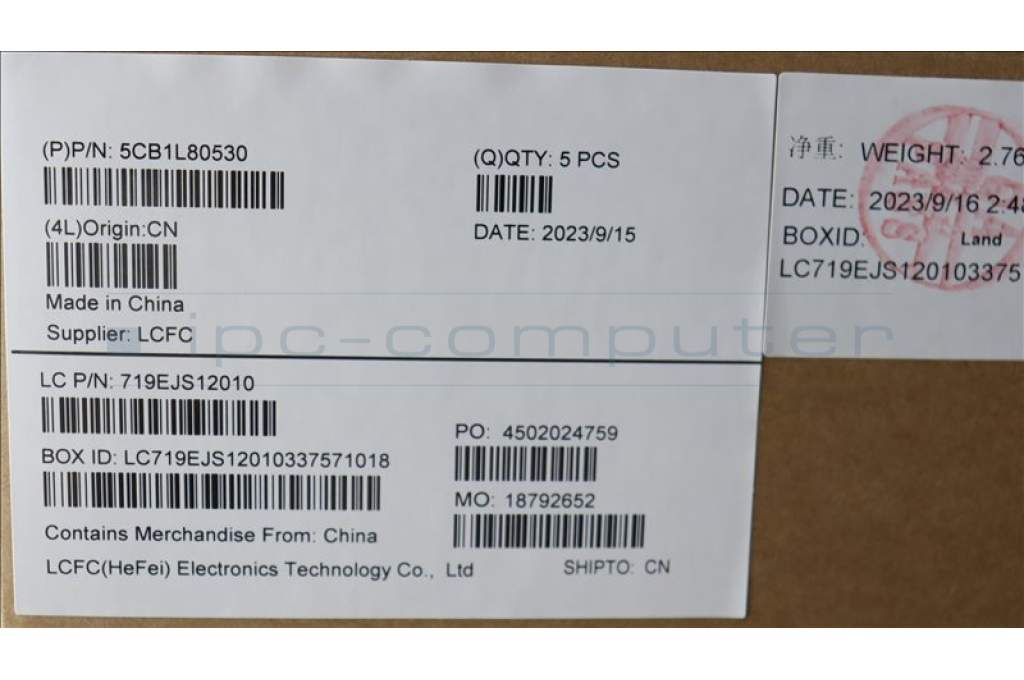 (P)P/N: 5CB1L80530
(Q)QTY: 5 PCS
(4L)Origin:CN
DATE: 2023/9/15
Made in China
Supplier: LCFC
LC P/N: 719EJS12010
PO: 4502024759
BOX ID: LC719EJS12010337571018
MO: 18792652
Contains Merchandise From: China
LCFC(HeFei) Electronics Technology Co., Ltd
SHIPTO: CN
净重: WEIGHT: 2.76
DATE: 2023/9/16 2:48
BOXID: Land
LC719EJS120103375
ipc-computer